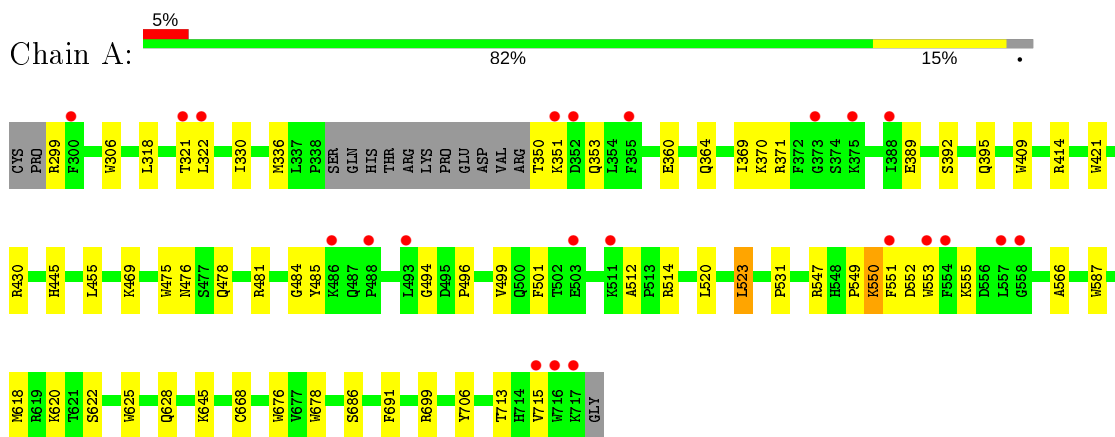 5%
Chain A:
82% 15% •
CYS PRO R299 F300 W306 L318 T321 L322 I330 M336 L337 P338 SER GLN HIS THR ARG LYS PRO GLU ASP VAL ARG T350 K351 D352 Q353 L354 F355 E360 Q364 I369 K370 R371 F372 G373 S374 K375 I388 E389 S392 Q395 W409 R414 W421
R430 H445 L455 K469 W475 N476 S477 Q478 R481 G484 Y485 K486 Q487 P488 L493 G494 D495 P496 V499 Q500 F501 T502 E503 K511 A512 P513 R514 L520 L523 P531 R547 H548 P549 K550 F551 D552 W553 F554 K555 D556 L557 G558 A566 W587
M618 R619 K620 T621 S622 W625 Q628 K645 C668 W676 V677 W678 S686 F691 R699 Y706 T713 H714 V715 W716 K717 GLY